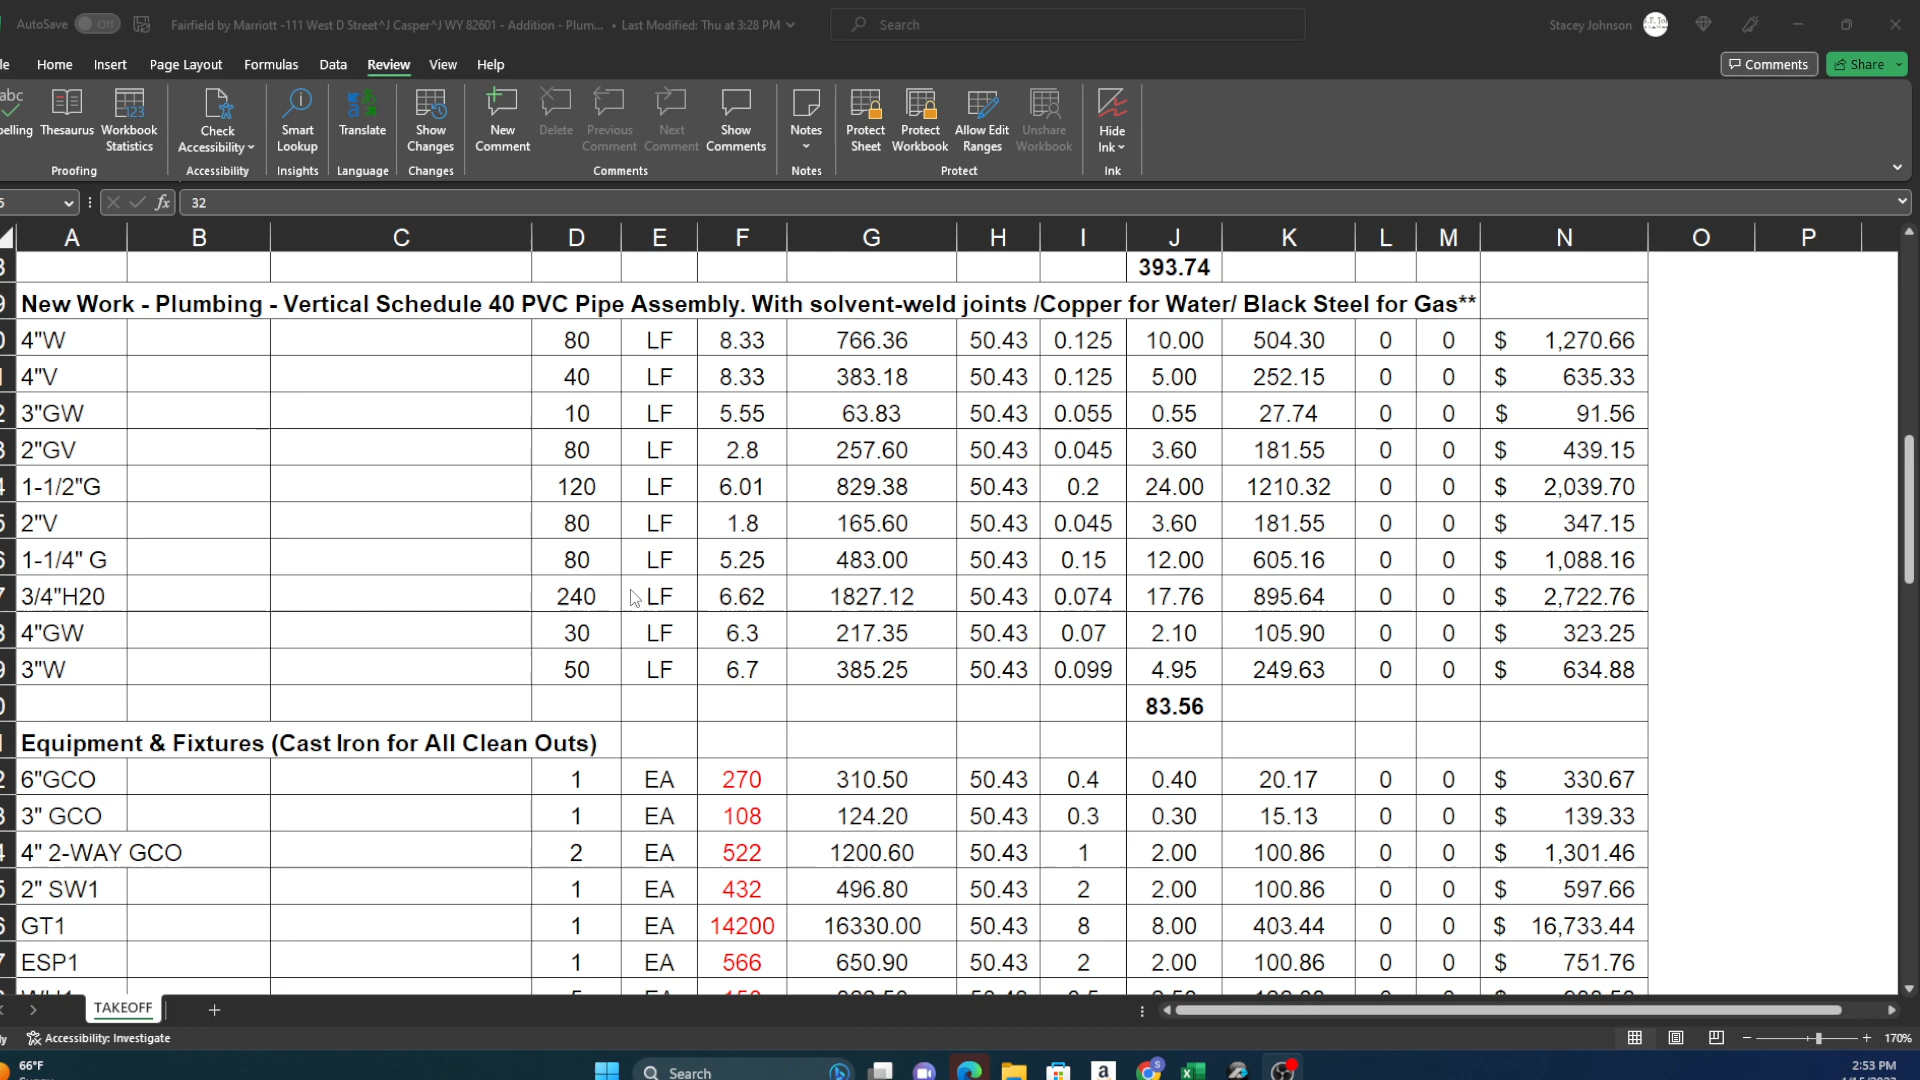 AutoSave Off Fairfield by Marriott -111 West D Street^J Casper^J WY 82601 - Addition - Plum... • Last Modified: Thu at 3:28 PM Search Stacey Johnson
Home Insert Page Layout Formulas Data Review View Help Comments Share
Spelling Thesaurus Workbook Statistics Check Accessibility Smart Lookup Translate Show Changes New Comment Delete Previous Comment Next Comment Show Comments Notes Protect Sheet Protect Workbook Allow Edit Ranges Unshare Workbook Hide Ink
Proofing Accessibility Insights Language Changes Comments Notes Protect Ink
fx 32
A B C D E F G H I J K L M N O P
393.74
New Work - Plumbing - Vertical Schedule 40 PVC Pipe Assembly. With solvent-weld joints /Copper for Water/ Black Steel for Gas**
4"W 80 LF 8.33 766.36 50.43 0.125 10.00 504.30 0 0 $ 1,270.66
4"V 40 LF 8.33 383.18 50.43 0.125 5.00 252.15 0 0 $ 635.33
3"GW 10 LF 5.55 63.83 50.43 0.055 0.55 27.74 0 0 $ 91.56
2"GV 80 LF 2.8 257.60 50.43 0.045 3.60 181.55 0 0 $ 439.15
1-1/2"G 120 LF 6.01 829.38 50.43 0.2 24.00 1210.32 0 0 $ 2,039.70
2"V 80 LF 1.8 165.60 50.43 0.045 3.60 181.55 0 0 $ 347.15
1-1/4" G 80 LF 5.25 483.00 50.43 0.15 12.00 605.16 0 0 $ 1,088.16
3/4"H20 240 LF 6.62 1827.12 50.43 0.074 17.76 895.64 0 0 $ 2,722.76
4"GW 30 LF 6.3 217.35 50.43 0.07 2.10 105.90 0 0 $ 323.25
3"W 50 LF 6.7 385.25 50.43 0.099 4.95 249.63 0 0 $ 634.88
83.56
Equipment & Fixtures (Cast Iron for All Clean Outs)
6"GCO 1 EA 270 310.50 50.43 0.4 0.40 20.17 0 0 $ 330.67
3" GCO 1 EA 108 124.20 50.43 0.3 0.30 15.13 0 0 $ 139.33
4" 2-WAY GCO 2 EA 522 1200.60 50.43 1 2.00 100.86 0 0 $ 1,301.46
2" SW1 1 EA 432 496.80 50.43 2 2.00 100.86 0 0 $ 597.66
GT1 1 EA 14200 16330.00 50.43 8 8.00 403.44 0 0 $ 16,733.44
ESP1 1 EA 566 650.90 50.43 2 2.00 100.86 0 0 $ 751.76
TAKEOFF
Accessibility: Investigate 170%
66°F Search 2:53 PM